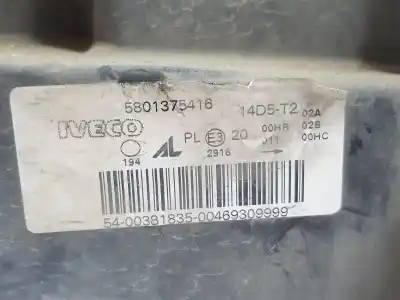 5801375416 14D5-T2
IVECO
AL PL E3 20 00HR 02A
011 02B
00HC
194 2916
54-00381835-00469309999